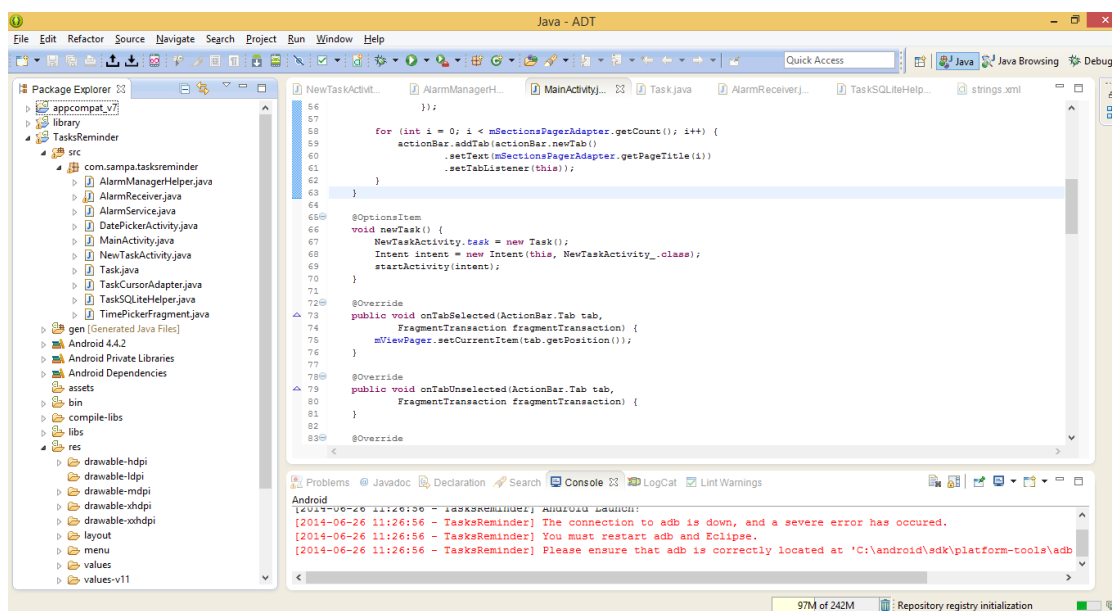 Java - ADT
File Edit Refactor Source Navigate Search Project Run Window Help
Quick Access
Java
Java Browsing
Debug
Package Explorer
appcompat_v7
library
TasksReminder
src
com.sampa.tasksreminder
AlarmManagerHelper.java
AlarmReceiver.java
AlarmService.java
DatePickerActivity.java
MainActivity.java
NewTaskActivity.java
Task.java
TaskCursorAdapter.java
TaskSQLiteHelper.java
TimePickerFragment.java
gen [Generated Java Files]
Android 4.4.2
Android Private Libraries
Android Dependencies
assets
bin
compile-libs
libs
res
drawable-hdpi
drawable-ldpi
drawable-mdpi
drawable-xhdpi
drawable-xxhdpi
layout
menu
values
values-v11
NewTaskActivit... AlarmManagerH... MainActivity.j... Task.java AlarmReceiver.j... TaskSQLiteHelp... strings.xml
56 });
57
58 for (int i = 0; i < mSectionsPagerAdapter.getCount(); i++) {
59 actionBar.addTab(actionBar.newTab()
60 .setText(mSectionsPagerAdapter.getPageTitle(i))
61 .setTabListener(this));
62 }
63 }
64
65 @OptionsItem
66 void newTask() {
67 NewTaskActivity.task = new Task();
68 Intent intent = new Intent(this, NewTaskActivity_.class);
69 startActivity(intent);
70 }
71
72 @Override
73 public void onTabSelected(ActionBar.Tab tab,
74 FragmentTransaction fragmentTransaction) {
75 mViewPager.setCurrentItem(tab.getPosition());
76 }
77
78 @Override
79 public void onTabUnselected(ActionBar.Tab tab,
80 FragmentTransaction fragmentTransaction) {
81 }
82
83 @Override
Problems Javadoc Declaration Search Console LogCat Lint Warnings
Android
[2014-06-26 11:26:56 - TasksReminder] Android Launch!
[2014-06-26 11:26:56 - TasksReminder] The connection to adb is down, and a severe error has occured.
[2014-06-26 11:26:56 - TasksReminder] You must restart adb and Eclipse.
[2014-06-26 11:26:56 - TasksReminder] Please ensure that adb is correctly located at 'C:\android\sdk\platform-tools\adb
97M of 242M
Repository registry initialization